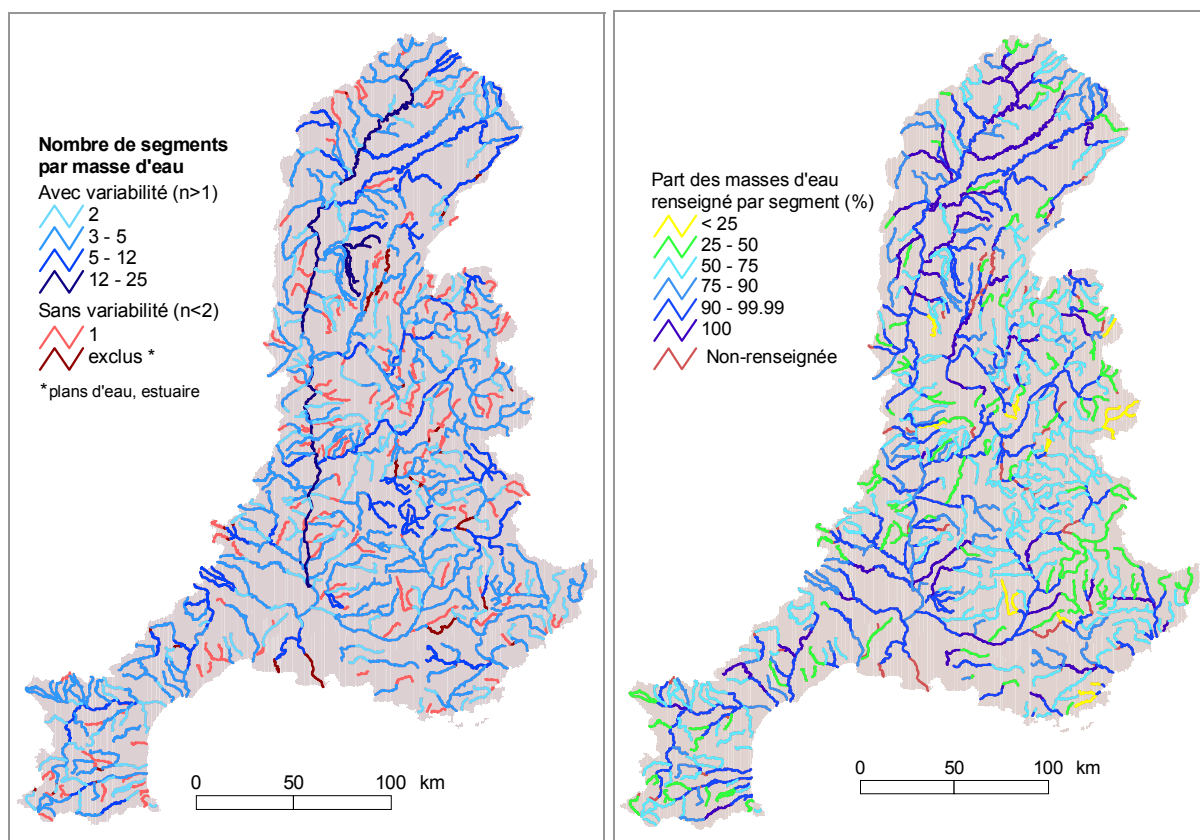 Nombre de segments
par masse d'eau
Avec variabilité (n>1)
2
3 - 5
5 - 12
12 - 25
Sans variabilité (n<2)
1
exclus *
*plans d'eau, estuaire
0 50 100 km
Part des masses d'eau
renseigné par segment (%)
< 25
25 - 50
50 - 75
75 - 90
90 - 99.99
100
Non-renseignée
0 50 100 km